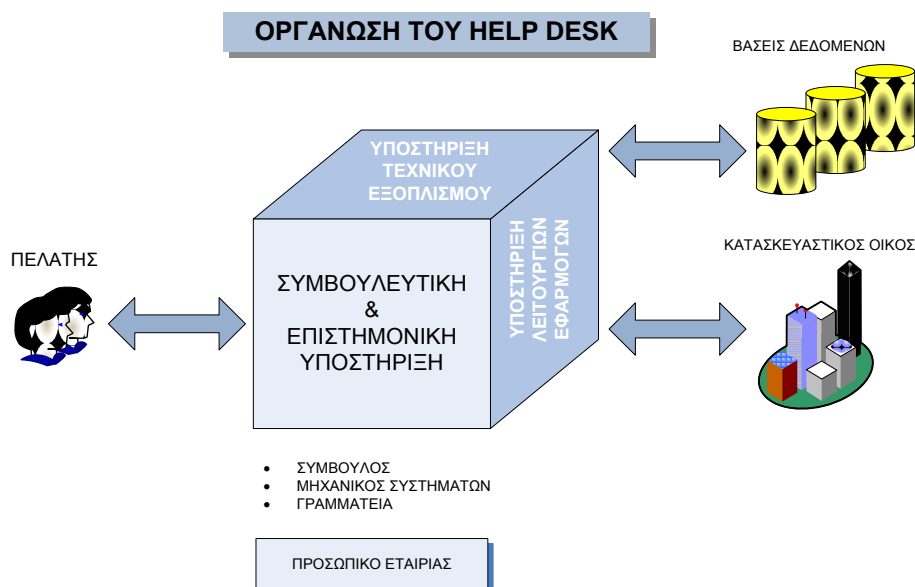 ΟΡΓΑΝΩΣΗ ΤΟΥ HELP DESK
ΒΑΣΕΙΣ ΔΕΔΟΜΕΝΩΝ
ΥΠΟΣΤΗΡΙΞΗ
ΤΕΧΝΙΚΟΥ
ΕΞΟΠΛΙΣΜΟΥ
ΥΠΟΣΤΗΡΙΞΗ
ΛΕΙΤΟΥΡΓΙΩΝ
ΕΦΑΡΜΟΓΩΝ
ΚΑΤΑΣΚΕΥΑΣΤΙΚΟΣ ΟΙΚΟΣ
ΠΕΛΑΤΗΣ
ΣΥΜΒΟΥΛΕΥΤΙΚΗ
&
ΕΠΙΣΤΗΜΟΝΙΚΗ
ΥΠΟΣΤΗΡΙΞΗ
• ΣΥΜΒΟΥΛΟΣ
• ΜΗΧΑΝΙΚΟΣ ΣΥΣΤΗΜΑΤΩΝ
• ΓΡΑΜΜΑΤΕΙΑ
ΠΡΟΣΩΠΙΚΟ ΕΤΑΙΡΙΑΣ